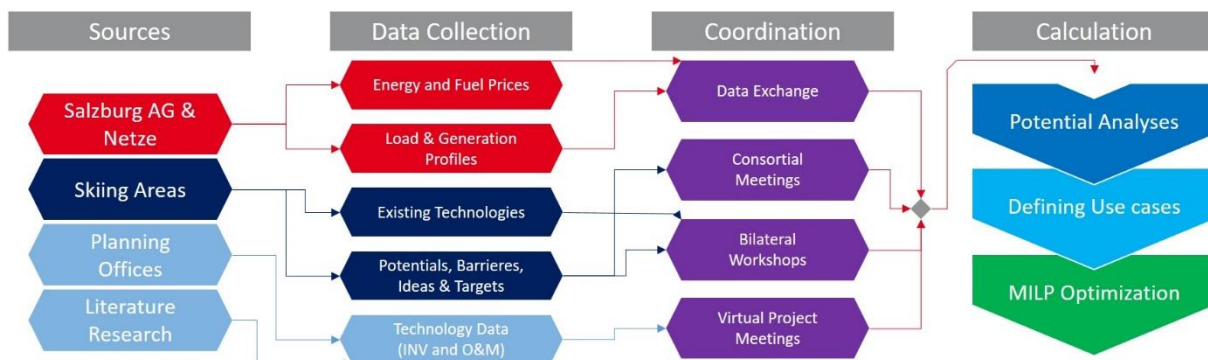 Sources
Data Collection
Coordination
Calculation
Salzburg AG &
Netze
Skiing Areas
Planning
Offices
Literature
Research
Energy and Fuel Prices
Load & Generation
Profiles
Existing Technologies
Potentials, Barrieres,
Ideas & Targets
Technology Data
(INV and O&M)
Data Exchange
Consortial
Meetings
Bilateral
Workshops
Virtual Project
Meetings
Potential Analyses
Defining Use cases
MILP Optimization